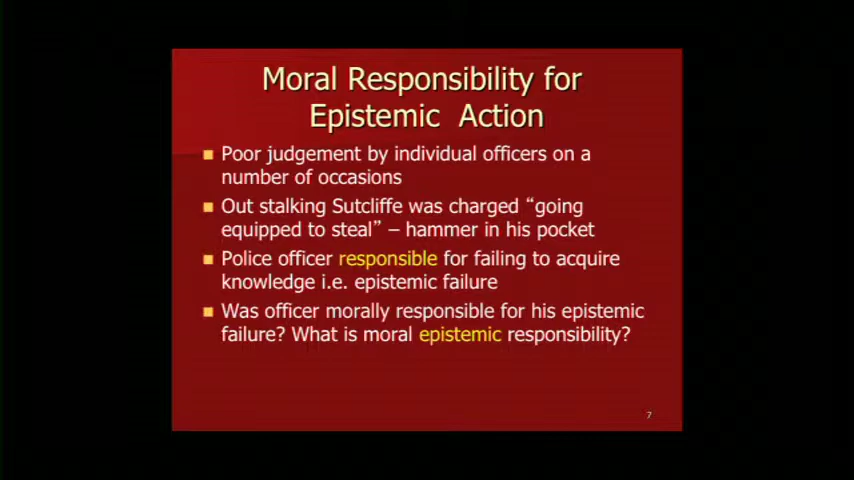 Moral Responsibility for
Epistemic Action
Poor judgement by individual officers on a
number of occasions
Out stalking Sutcliffe was charged “going
equipped to steal” – hammer in his pocket
Police officer responsible for failing to acquire
knowledge i.e. epistemic failure
Was officer morally responsible for his epistemic
failure? What is moral epistemic responsibility?
7